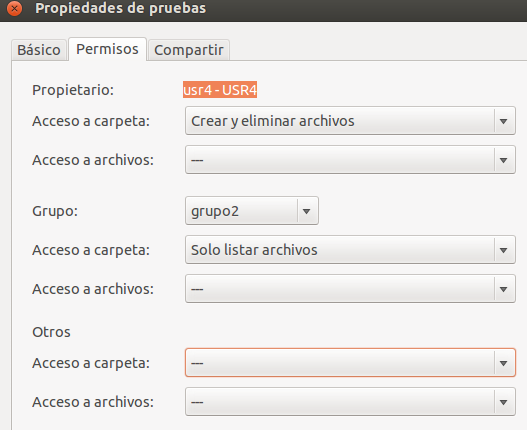 Propiedades de pruebas
Básico Permisos Compartir
Propietario: usr4 - USR4
Acceso a carpeta: Crear y eliminar archivos
Acceso a archivos: ---
Grupo: grupo2
Acceso a carpeta: Solo listar archivos
Acceso a archivos: ---
Otros
Acceso a carpeta: ---
Acceso a archivos: ---